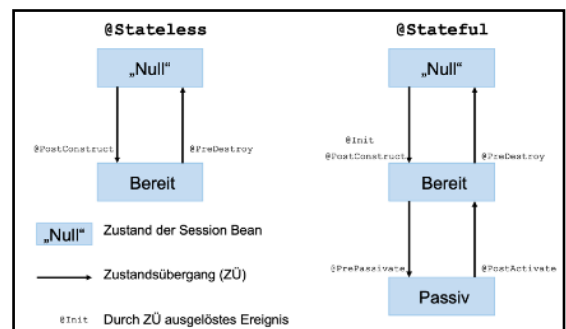 @Stateless
@Stateful
„Null“
„Null“
@Init
@PostConstruct
@PreDestroy
@PostConstruct
@PreDestroy
Bereit
Bereit
„Null“
Zustand der Session Bean
Zustandsübergang (ZÜ)
@PrePassivate
@PostActivate
Passiv
@Init
Durch ZÜ ausgelöstes Ereignis